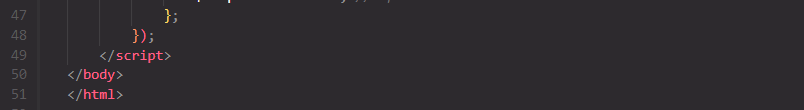 47 };
48 });
49 </script>
50 </body>
51 </html>